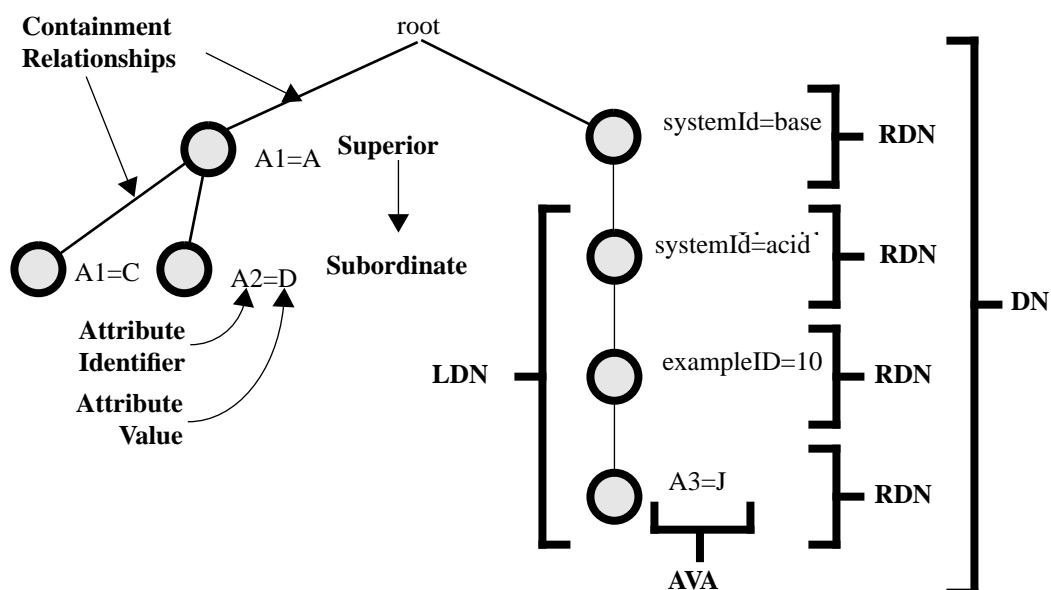 Containment
Relationships
root
systemId=base
RDN
A1=A
Superior
systemId=acid
RDN
Subordinate
A1=C
A2=D
DN
Attribute
Identifier
LDN
exampleID=10
RDN
Attribute
Value
A3=J
RDN
AVA